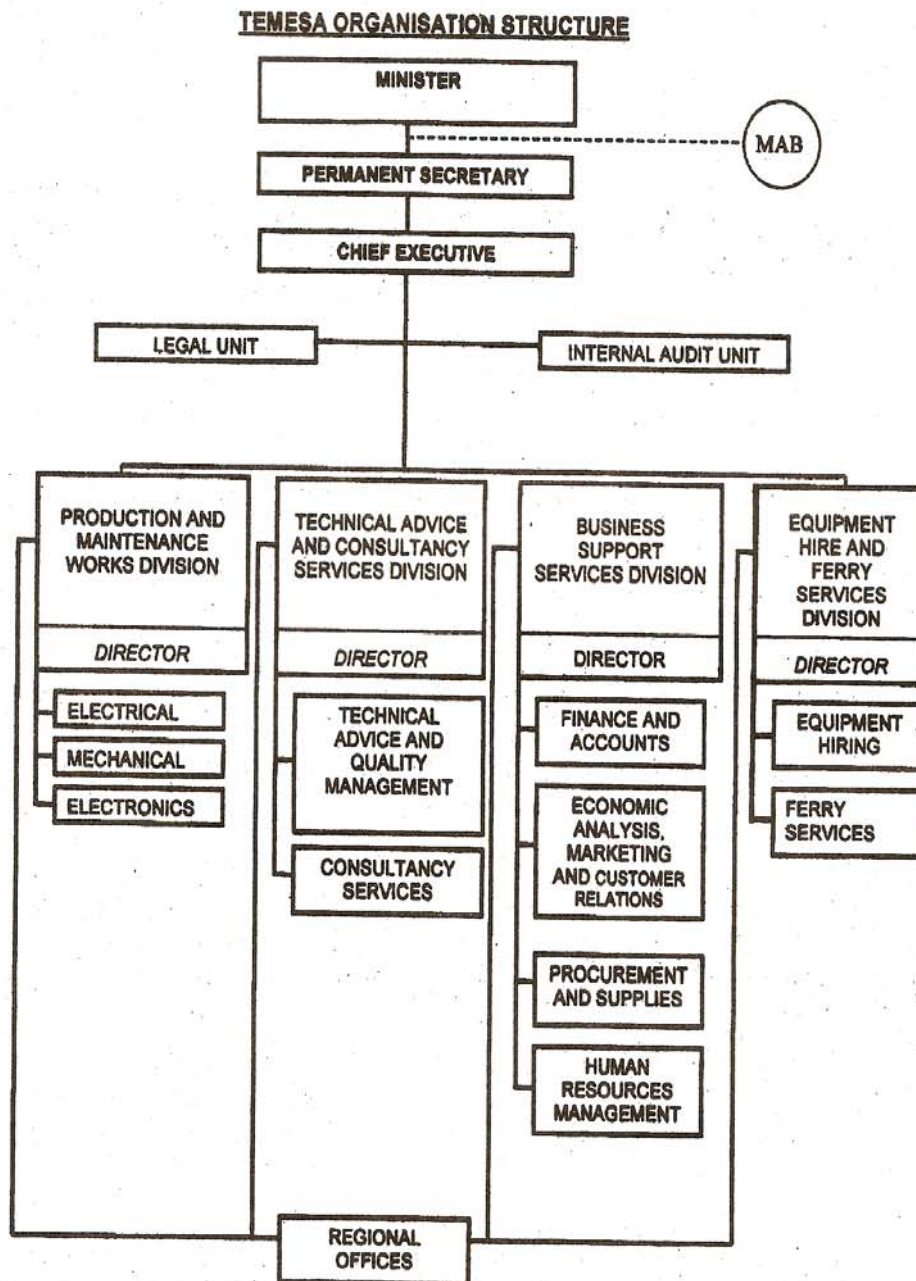 TEMESA ORGANISATION STRUCTURE
MINISTER
MAB
PERMANENT SECRETARY
CHIEF EXECUTIVE
LEGAL UNIT
INTERNAL AUDIT UNIT
PRODUCTION AND
MAINTENANCE
WORKS DIVISION
DIRECTOR
ELECTRICAL
MECHANICAL
ELECTRONICS
TECHNICAL ADVICE
AND CONSULTANCY
SERVICES DIVISION
DIRECTOR
TECHNICAL
ADVICE AND
QUALITY
MANAGEMENT
CONSULTANCY
SERVICES
BUSINESS
SUPPORT
SERVICES DIVISION
DIRECTOR
FINANCE AND
ACCOUNTS
ECONOMIC
ANALYSIS,
MARKETING
AND CUSTOMER
RELATIONS
PROCUREMENT
AND SUPPLIES
HUMAN
RESOURCES
MANAGEMENT
EQUIPMENT
HIRE AND
FERRY
SERVICES
DIVISION
DIRECTOR
EQUIPMENT
HIRING
FERRY
SERVICES
REGIONAL
OFFICES